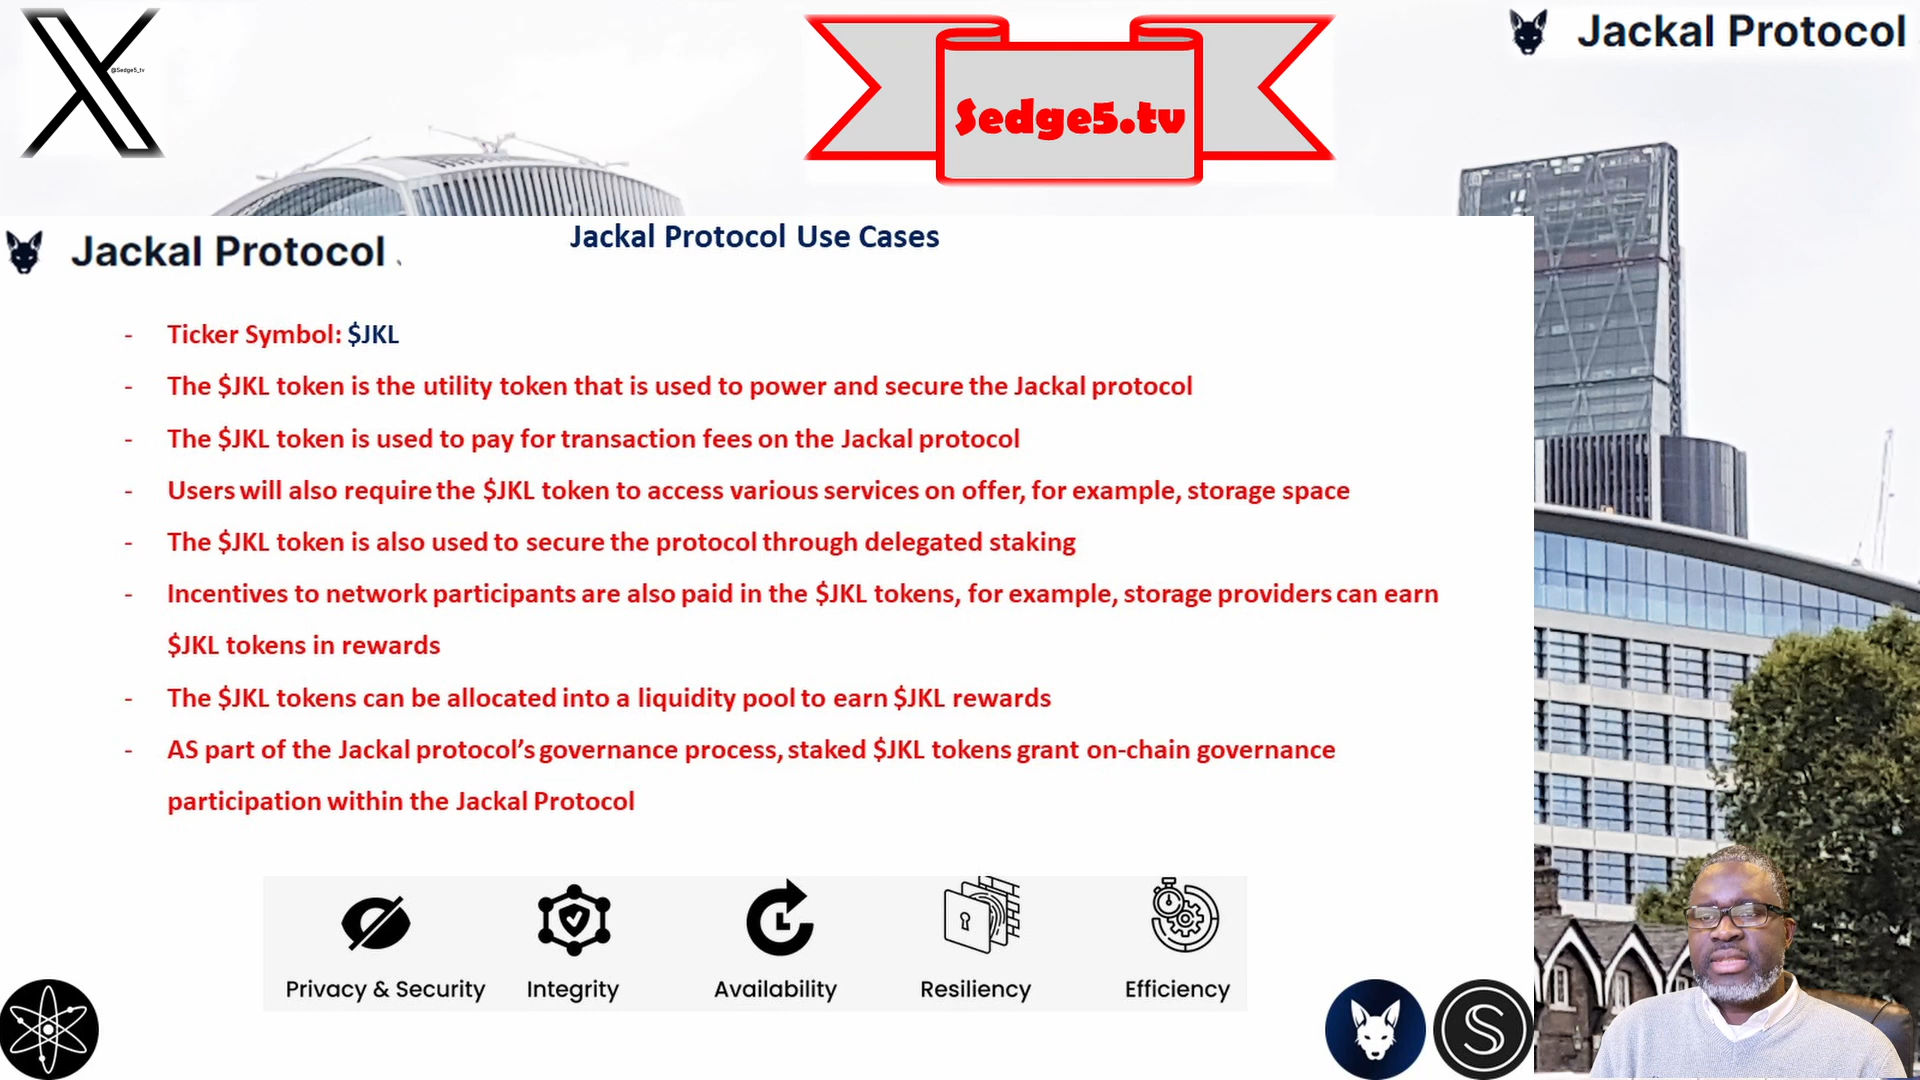 @Sedge5_tv
Sedge5.tv
Jackal Protocol
Jackal Protocol
Jackal Protocol Use Cases
- Ticker Symbol: $JKL
- The $JKL token is the utility token that is used to power and secure the Jackal protocol
- The $JKL token is used to pay for transaction fees on the Jackal protocol
- Users will also require the $JKL token to access various services on offer, for example, storage space
- The $JKL token is also used to secure the protocol through delegated staking
- Incentives to network participants are also paid in the $JKL tokens, for example, storage providers can earn
$JKL tokens in rewards
- The $JKL tokens can be allocated into a liquidity pool to earn $JKL rewards
- AS part of the Jackal protocol’s governance process, staked $JKL tokens grant on-chain governance
participation within the Jackal Protocol
Privacy & Security Integrity Availability Resiliency Efficiency